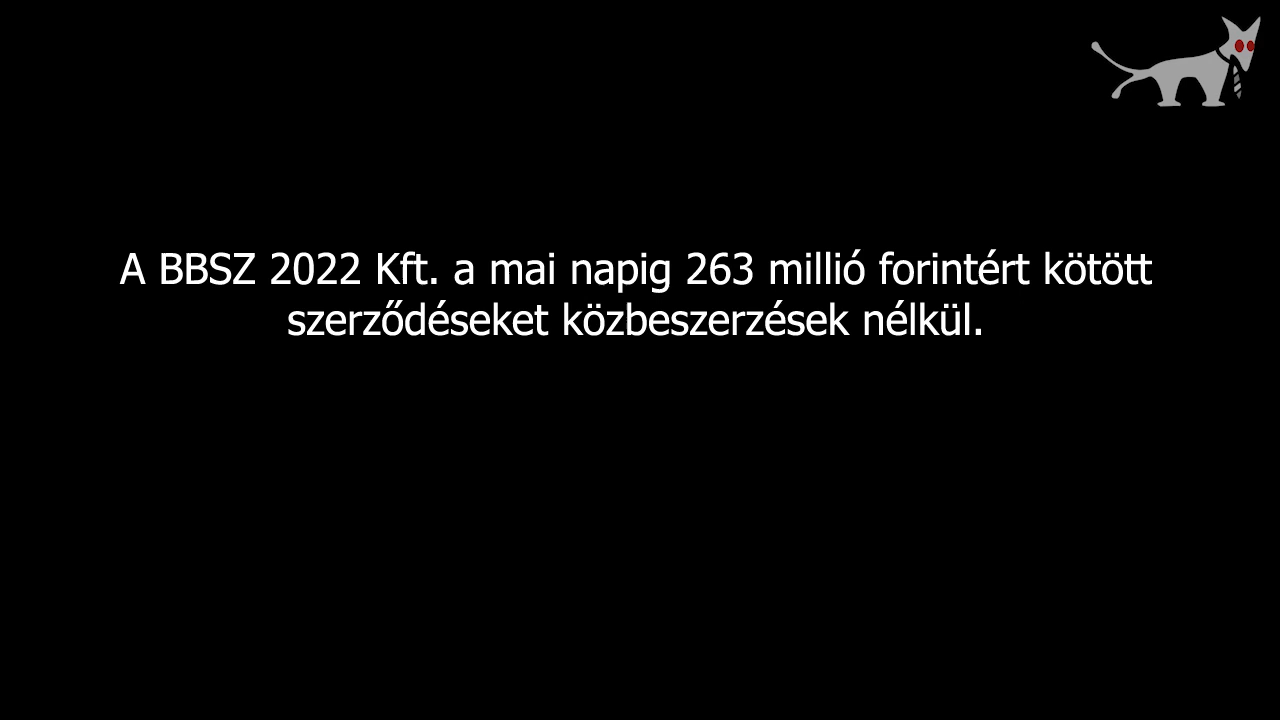 A BBSZ 2022 Kft. a mai napig 263 millió forintért kötött
szerződéseket közbeszerzések nélkül.